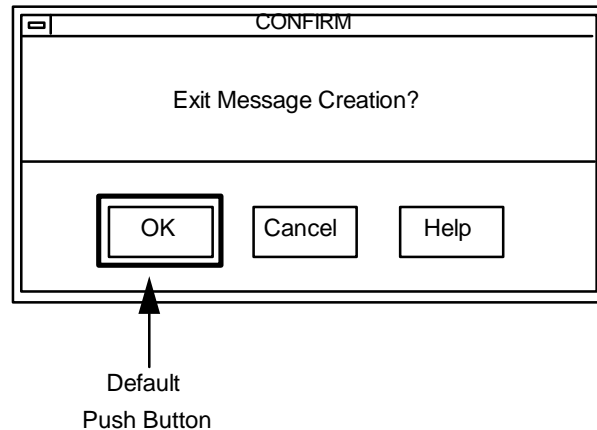 CONFIRM
Exit Message Creation?
OK
Cancel
Help
Default
Push Button